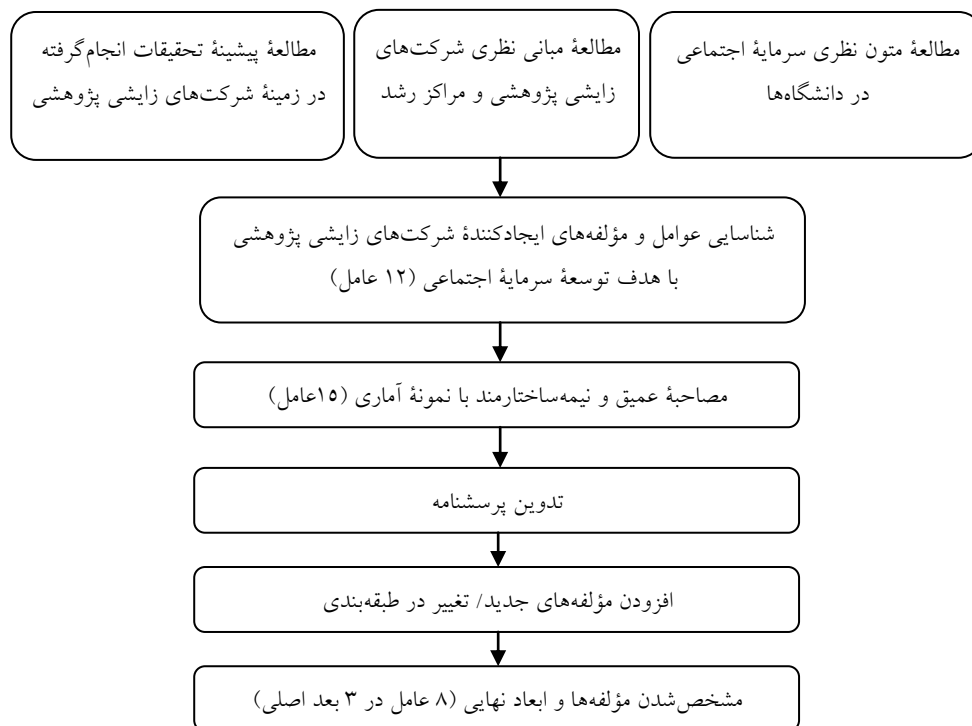 مطالعهٔ متون نظری سرمایهٔ اجتماعی
در دانشگاه‌ها
مطالعهٔ مبانی نظری شرکت‌های
زایشی پژوهشی و مراکز رشد
مطالعهٔ پیشینهٔ تحقیقات انجام‌گرفته
در زمینهٔ شرکت‌های زایشی پژوهشی
شناسایی عوامل و مؤلفه‌های ایجادکنندهٔ شرکت‌های زایشی پژوهشی
با هدف توسعهٔ سرمایهٔ اجتماعی (۱۲ عامل)
مصاحبهٔ عمیق و نیمه‌ساختارمند با نمونهٔ آماری (۱۵عامل)
تدوین پرسشنامه
افزودن مؤلفه‌های جدید/ تغییر در طبقه‌بندی
مشخص‌شدن مؤلفه‌ها و ابعاد نهایی (۸ عامل در ۳ بعد اصلی)